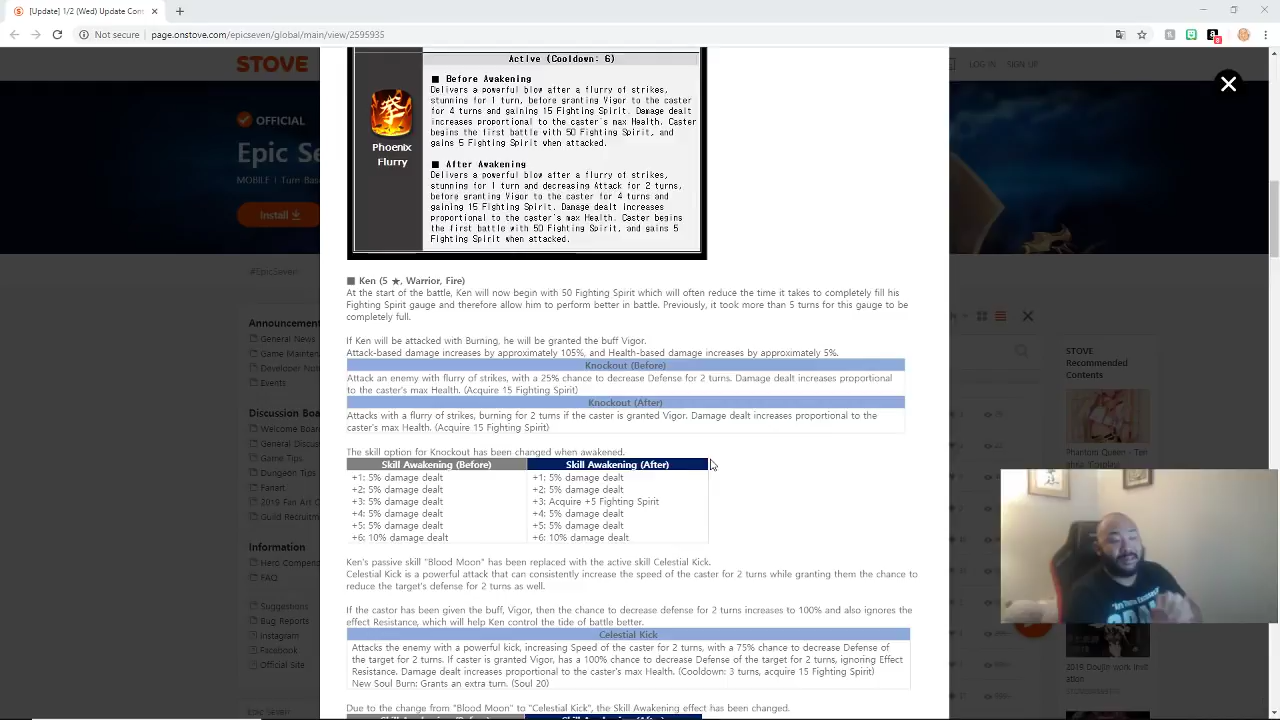 [Update] 1/2 (Wed) Update Cont
Not secure | page.onstove.com/epicseven/global/main/view/2595935
STOVE
LOG IN SIGN UP
OFFICIAL
Epic Se
MOBILE | Turn-Bas
Install
#EpicSeven
Active (Cooldown: 6)
Phoenix
Flurry
■ Before Awakening
Delivers a powerful blow after a flurry of strikes,
stunning for 1 turn, before granting Vigor to the caster
for 4 turns and gaining 15 Fighting Spirit. Damage dealt
increases proportional to the caster's max Health. Caster
begins the first battle with 50 Fighting Spirit, and
gains 5 Fighting Spirit when attacked.
■ After Awakening
Delivers a powerful blow after a flurry of strikes,
stunning for 1 turn and decreasing Attack for 2 turns,
before granting Vigor to the caster for 4 turns and
gaining 15 Fighting Spirit. Damage dealt increases
proportional to the caster's max Health. Caster begins
the first battle with 50 Fighting Spirit, and gains 5
Fighting Spirit when attacked.
■ Ken (5 ★, Warrior, Fire)
At the start of the battle, Ken will now begin with 50 Fighting Spirit which will often reduce the time it takes to completely fill his
Fighting Spirit gauge and therefore allow him to perform better in battle. Previously, it took more than 5 turns for this gauge to be
completely full.
If Ken will be attacked with Burning, he will be granted the buff Vigor.
Attack-based damage increases by approximately 105%, and Health-based damage increases by approximately 5%.
Knockout (Before)
Attack an enemy with flurry of strikes, with a 25% chance to decrease Defense for 2 turns. Damage dealt increases proportional
to the caster's max Health. (Acquire 15 Fighting Spirit)
Knockout (After)
Attacks with a flurry of strikes, burning for 2 turns if the caster is granted Vigor. Damage dealt increases proportional to the
caster's max Health. (Acquire 15 Fighting Spirit)
The skill option for Knockout has been changed when awakened.
Skill Awakening (Before) Skill Awakening (After)
+1: 5% damage dealt +1: 5% damage dealt
+2: 5% damage dealt +2: 5% damage dealt
+3: 5% damage dealt +3: Acquire +5 Fighting Spirit
+4: 5% damage dealt +4: 5% damage dealt
+5: 5% damage dealt +5: 5% damage dealt
+6: 10% damage dealt +6: 10% damage dealt
Ken's passive skill "Blood Moon" has been replaced with the active skill Celestial Kick.
Celestial Kick is a powerful attack that can consistently increase the speed of the caster for 2 turns while granting them the chance to
reduce the target's defense for 2 turns as well.
If the castor has been given the buff, Vigor, then the chance to decrease defense for 2 turns increases to 100% and also ignores the
effect Resistance, which will help Ken control the tide of battle better.
Celestial Kick
Attacks the enemy with a powerful kick, increasing Speed of the caster for 2 turns, with a 75% chance to decrease Defense of
the target for 2 turns. If caster is granted Vigor, has a 100% chance to decrease Defense of the target for 2 turns, ignoring Effect
Resistance. Damage dealt increases proportional to the caster's max Health. (Cooldown: 3 turns, acquire 15 Fighting Spirit)
New Soul Burn: Grants an extra turn. (Soul 20)
Due to the change from "Blood Moon" to "Celestial Kick", the Skill Awakening effect has been changed.
Skill Awakening (Before) Skill Awakening (After)
Announcement
General News
Game Mainten
Developer Not
Events
Discussion Boa
Welcome Board
General Discuss
Game Tips
Dungeon Tips
Fanart
2019 Fan Art C
Guild Recruitm
Information
Hero Compend
FAQ
Suggestions
Bug Reports
Instagram
Facebook
Official Site
STOVE
Recommended
Contents
Phantom Queen - Ten
2019 Doujin work (nsfl
ation